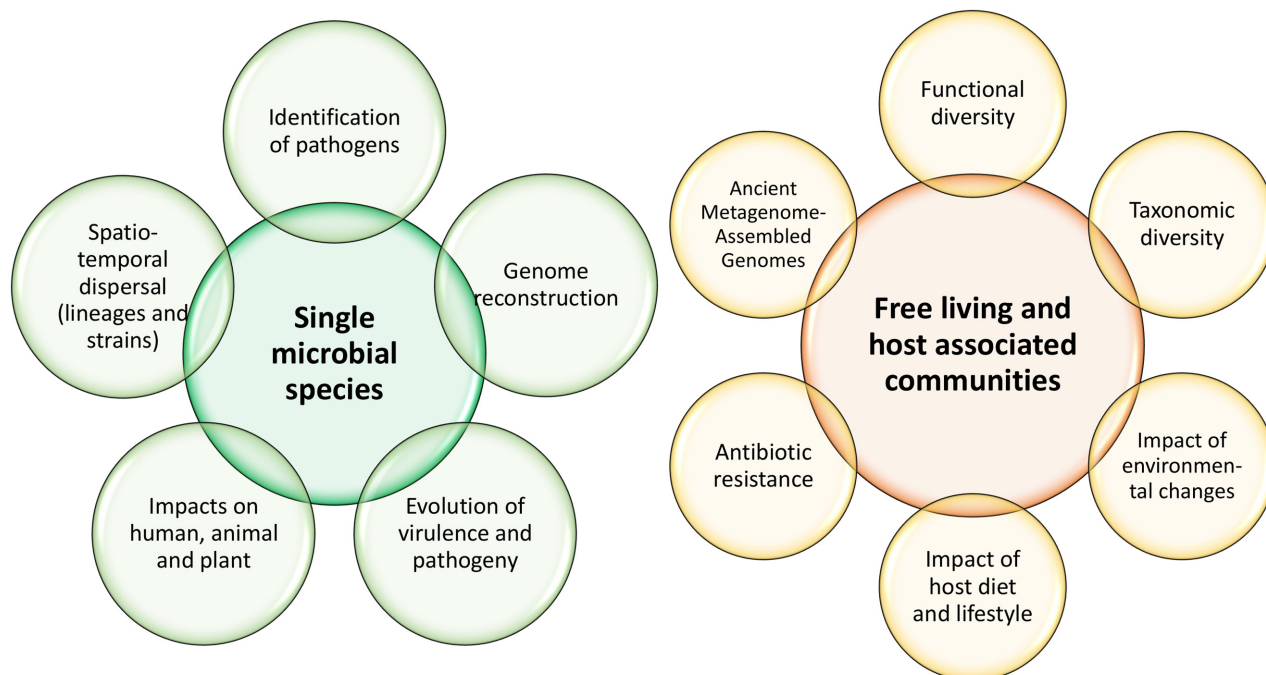 Identification
of pathogens
Spatio-
temporal
dispersal
(lineages and
strains)
Genome
reconstruction
Single
microbial
species
Impacts on
human, animal
and plant
Evolution of
virulence and
pathogeny
Functional
diversity
Ancient
Metagenome-
Assembled
Genomes
Taxonomic
diversity
Free living and
host associated
communities
Antibiotic
resistance
Impact of
environmen-
tal changes
Impact of
host diet
and lifestyle